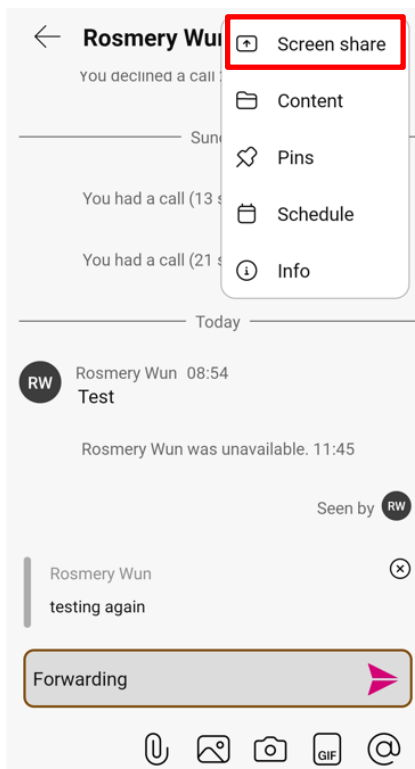 Rosmery Wun
Screen share
You declined a call
Content
Pins
You had a call (13
Schedule
You had a call (21
Info
Today
RW
Rosmery Wun 08:54
Test
Rosmery Wun was unavailable. 11:45
Seen by RW
Rosmery Wun
testing again
Forwarding
GIF